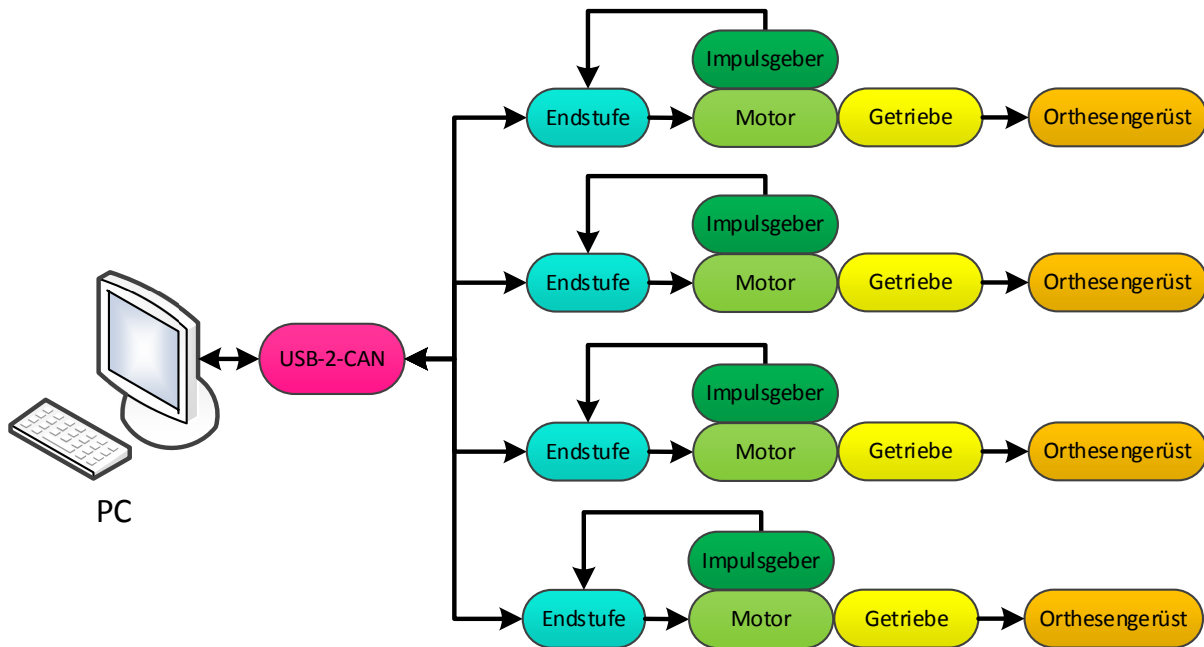 Impulsgeber
Endstufe Motor Getriebe Orthesengerüst
Impulsgeber
Endstufe Motor Getriebe Orthesengerüst
USB-2-CAN
Impulsgeber
Endstufe Motor Getriebe Orthesengerüst
PC
Impulsgeber
Endstufe Motor Getriebe Orthesengerüst